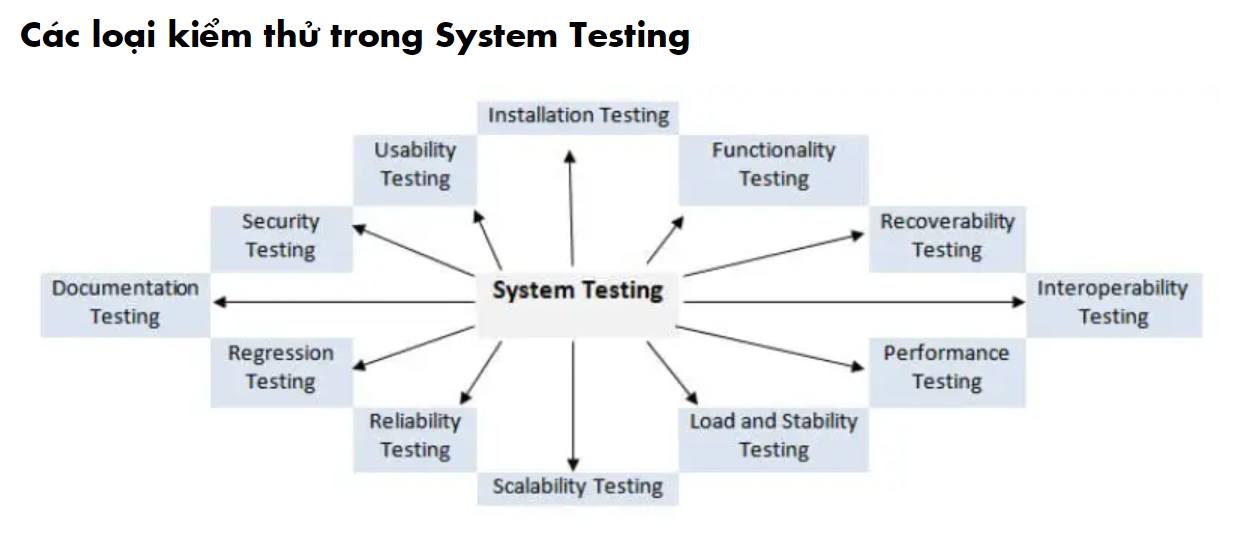 Các loại kiểm thử trong System Testing
Installation Testing
Usability
Testing
Functionality
Testing
Security
Testing
Recoverability
Testing
Documentation
Testing
System Testing
Interoperability
Testing
Regression
Testing
Performance
Testing
Reliability
Testing
Load and Stability
Testing
Scalability Testing